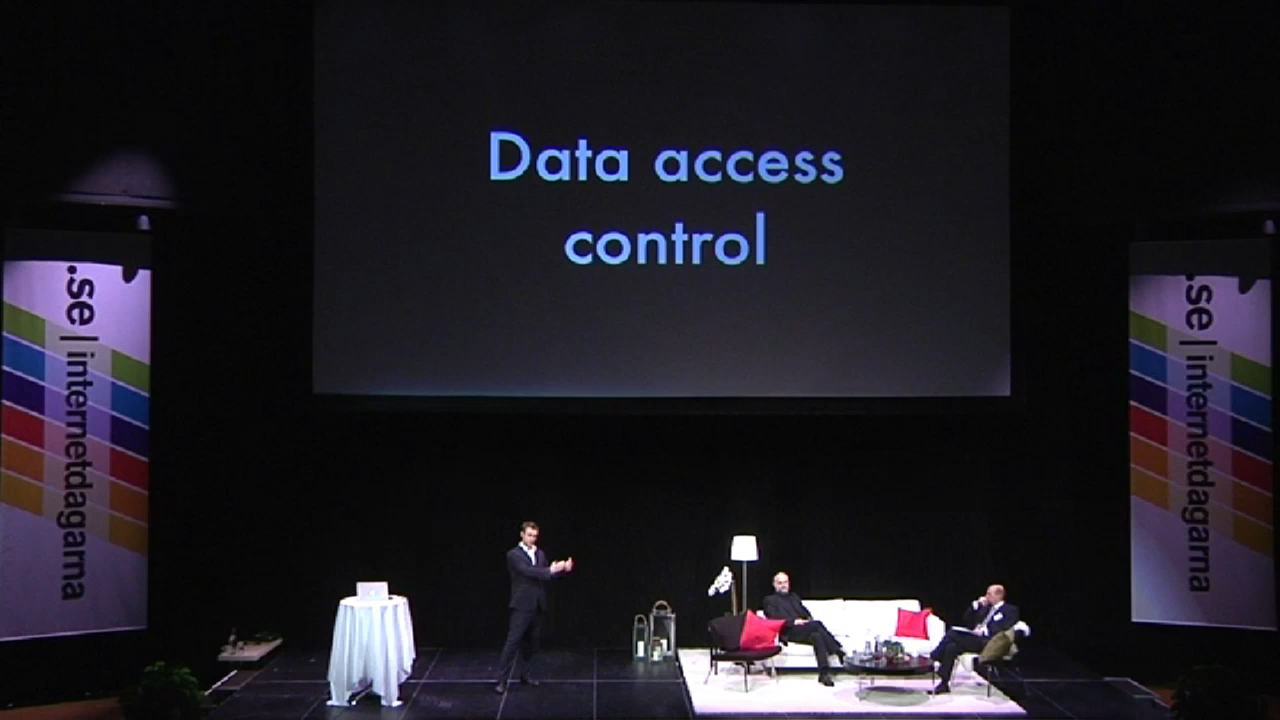 Data access
control
.se | internetdagarna
.se | internetdagarna